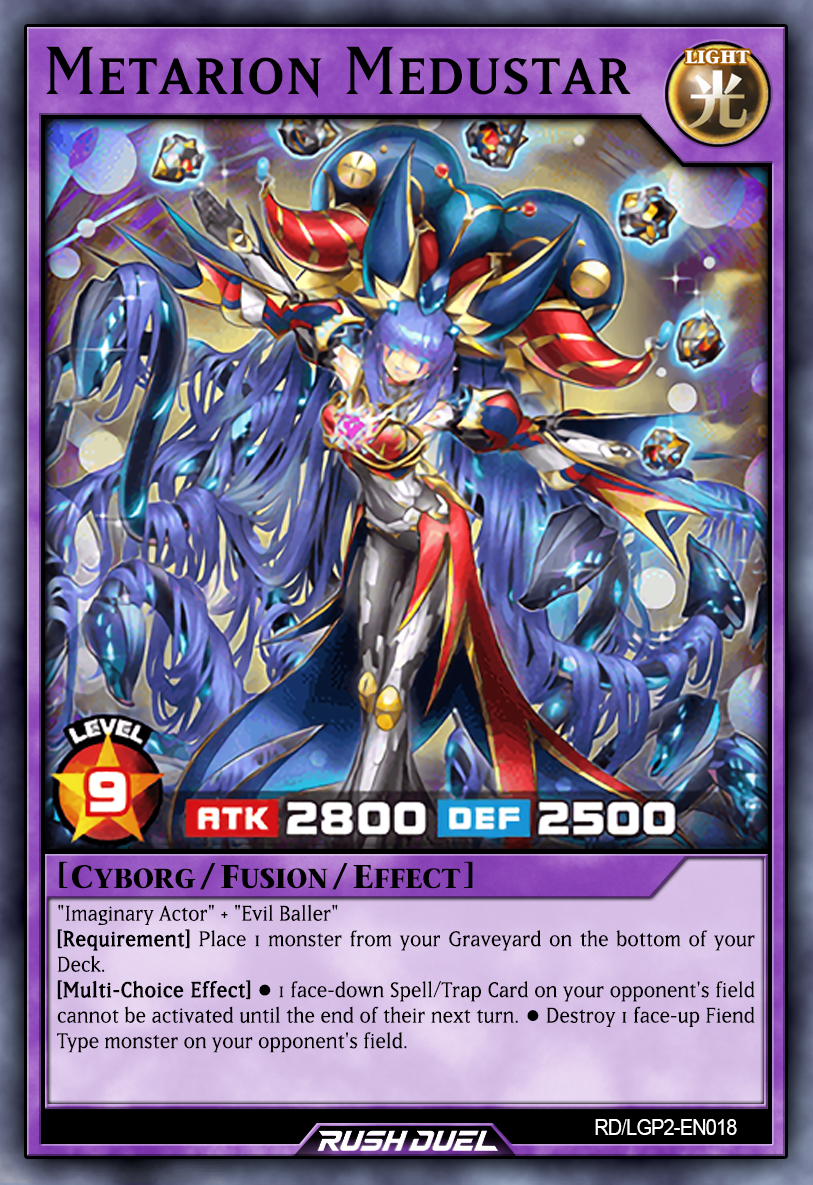 Metarion Medustar
LIGHT
光
LEVEL
9
ATK 2800 DEF 2500
[Cyborg / Fusion / Effect]
"Imaginary Actor" + "Evil Baller"
[Requirement] Place 1 monster from your Graveyard on the bottom of your
Deck.
[Multi-Choice Effect] ● 1 face-down Spell/Trap Card on your opponent's field
cannot be activated until the end of their next turn. ● Destroy 1 face-up Fiend
Type monster on your opponent's field.
RD/LGP2-EN018
RUSH DUEL